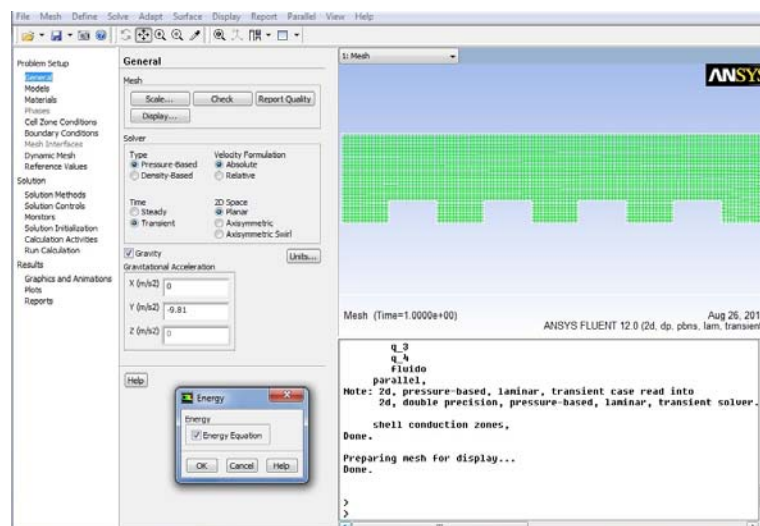 File Mesh Define Solve Adapt Surface Display Report Parallel View Help
Problem Setup
General
Models
Materials
Phases
Cell Zone Conditions
Boundary Conditions
Mesh Interfaces
Dynamic Mesh
Reference Values
Solution
Solution Methods
Solution Controls
Monitors
Solution Initialization
Calculation Activities
Run Calculation
Results
Graphics and Animations
Plots
Reports
General
Mesh
Scale... Check Report Quality
Display...
Solver
Type Velocity Formulation
Pressure-Based Absolute
Density-Based Relative
Time 2D Space
Steady Planar
Transient Axisymmetric
Axisymmetric Swirl
Gravity Units...
Gravitational Acceleration
X (m/s2) 0
Y (m/s2) -9.81
Z (m/s2) 0
Help
Energy
Energy
Energy Equation
OK Cancel Help
1: Mesh
ANSYS
Mesh (Time=1.0000e+00) Aug 26, 201
ANSYS FLUENT 12.0 (2d, dp, pbns, lam, transient
q_3
q_4
fluido
parallel,
Note: 2d, pressure-based, laminar, transient case read into
2d, double precision, pressure-based, laminar, transient solver.
shell conduction zones,
Done.
Preparing mesh for display...
Done.
>
>